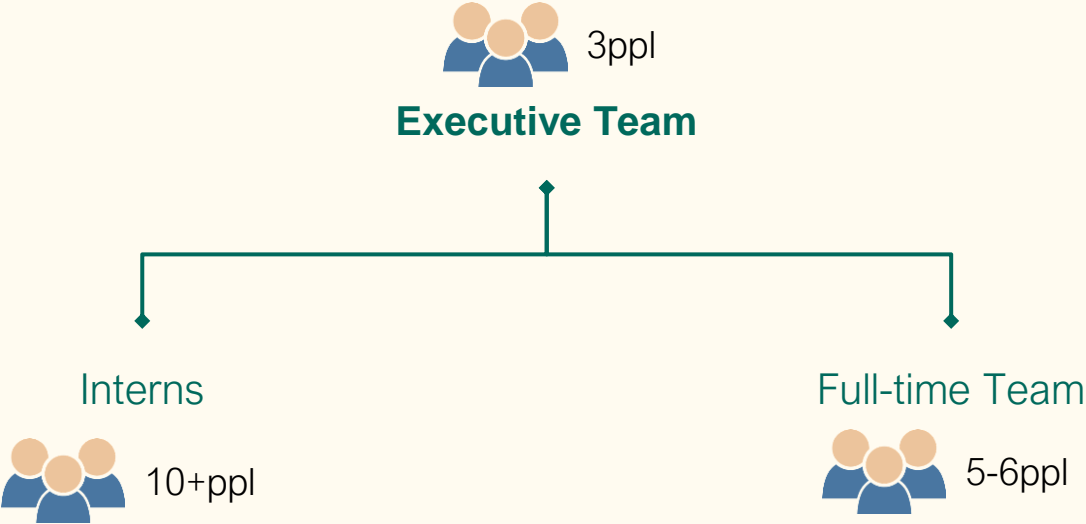 3ppl
Executive Team
Interns
Full-time Team
10+ppl
5-6ppl